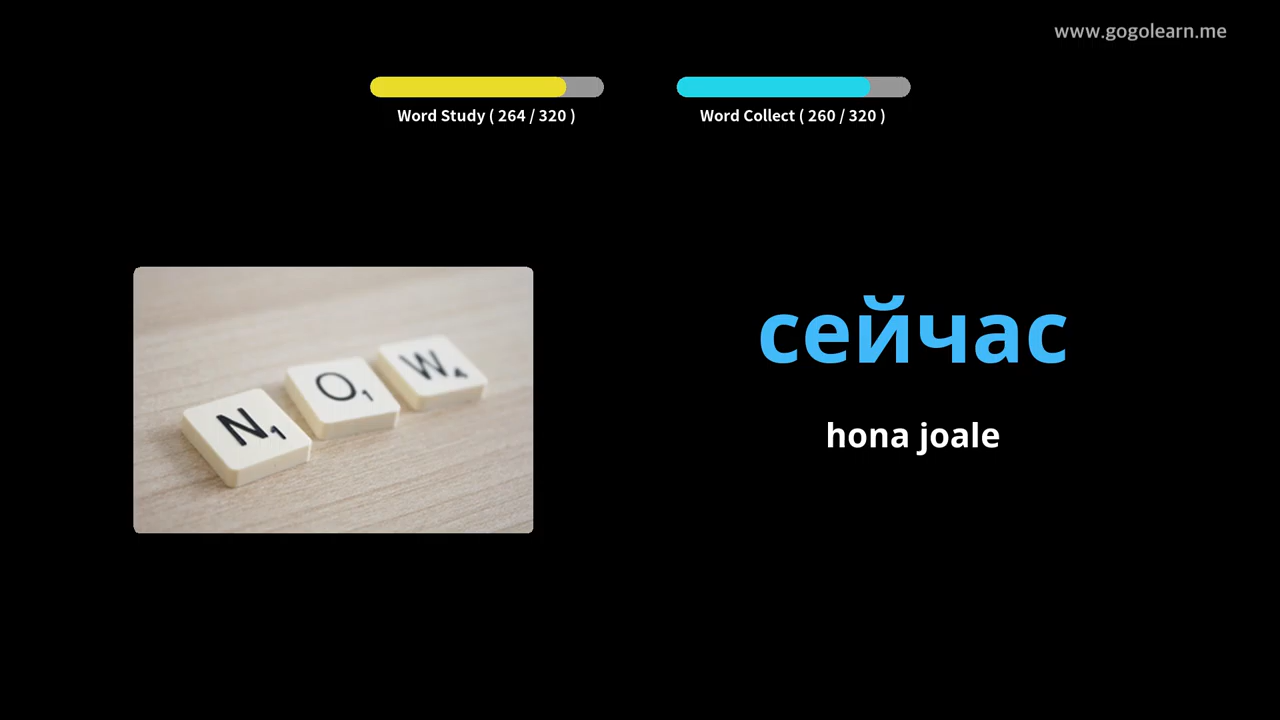 www.gogolearn.me
Word Study ( 264 / 320 )
Word Collect ( 260 / 320 )
N1 O1 W4
сейчас
hona joale